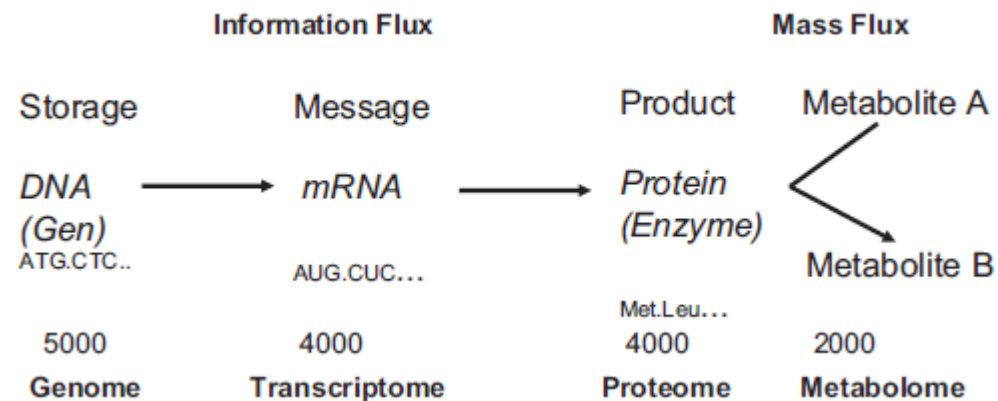 Information Flux Mass Flux
Storage Message Product Metabolite A
DNA mRNA Protein
(Gen) (Enzyme)
ATG.CTC.. AUG.CUC... Metabolite B
Met.Leu...
5000 4000 4000 2000
Genome Transcriptome Proteome Metabolome